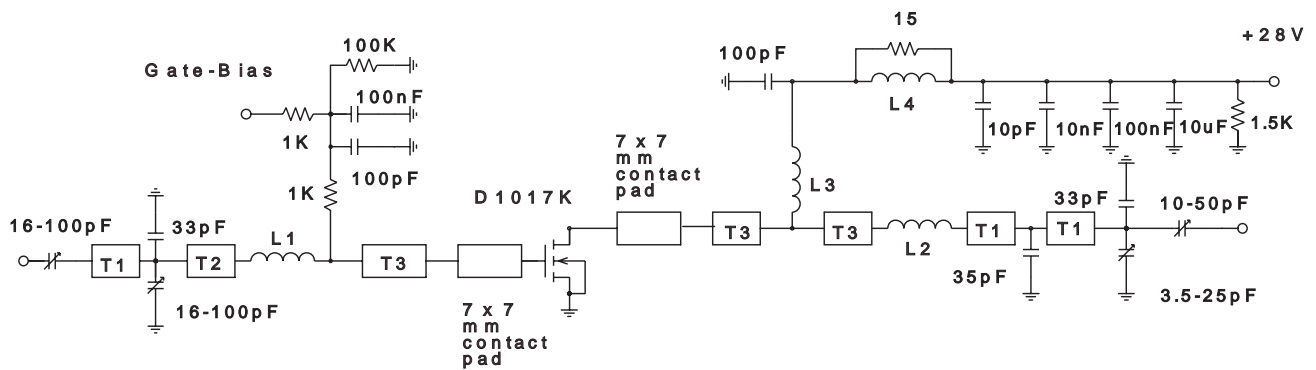 15
+28V
100K
100pF
Gate-Bias
100nF
L4
1K
10pF
10nF
100nF
10uF
1.5K
7 x 7
mm
contact
pad
100pF
1K
D1017K
L3
33pF
10-50pF
16-100pF
33pF
L1
T3
T3
L2
T1
T1
T1
T2
T3
35pF
16-100pF
3.5-25pF
7 x 7
mm
contact
pad